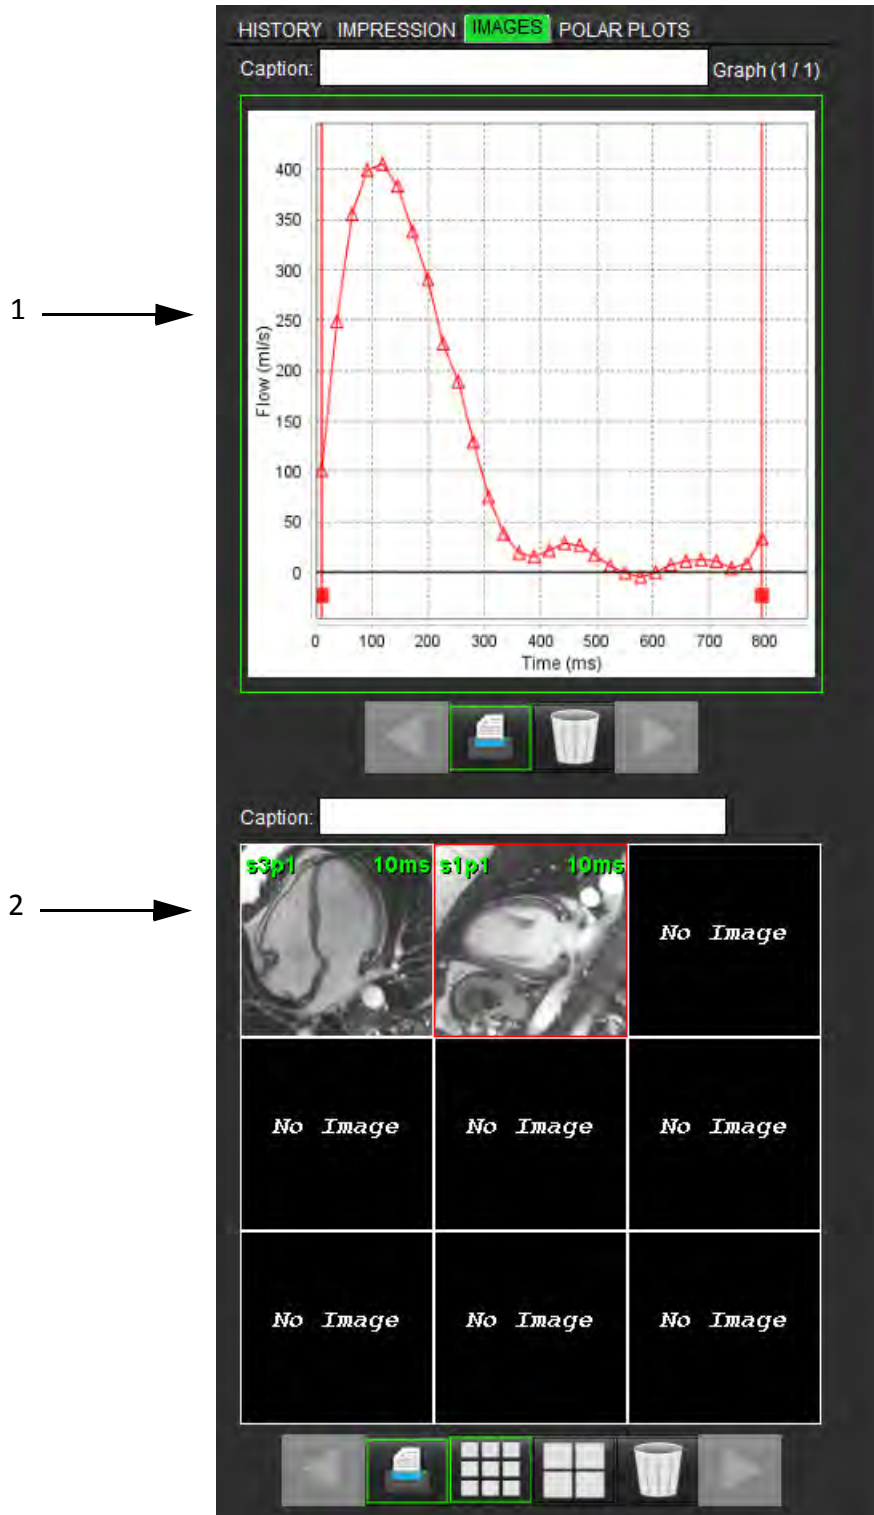 HISTORY IMPRESSION IMAGES POLAR PLOTS
Caption: Graph (1 / 1)
400
350
300
1
250
200
150
100
50
0
Flow (ml/s)
0 100 200 300 400 500 600 700 800
Time (ms)
Caption:
s3p1 10ms s1p1 10ms
2
No Image
No Image No Image No Image
No Image No Image No Image